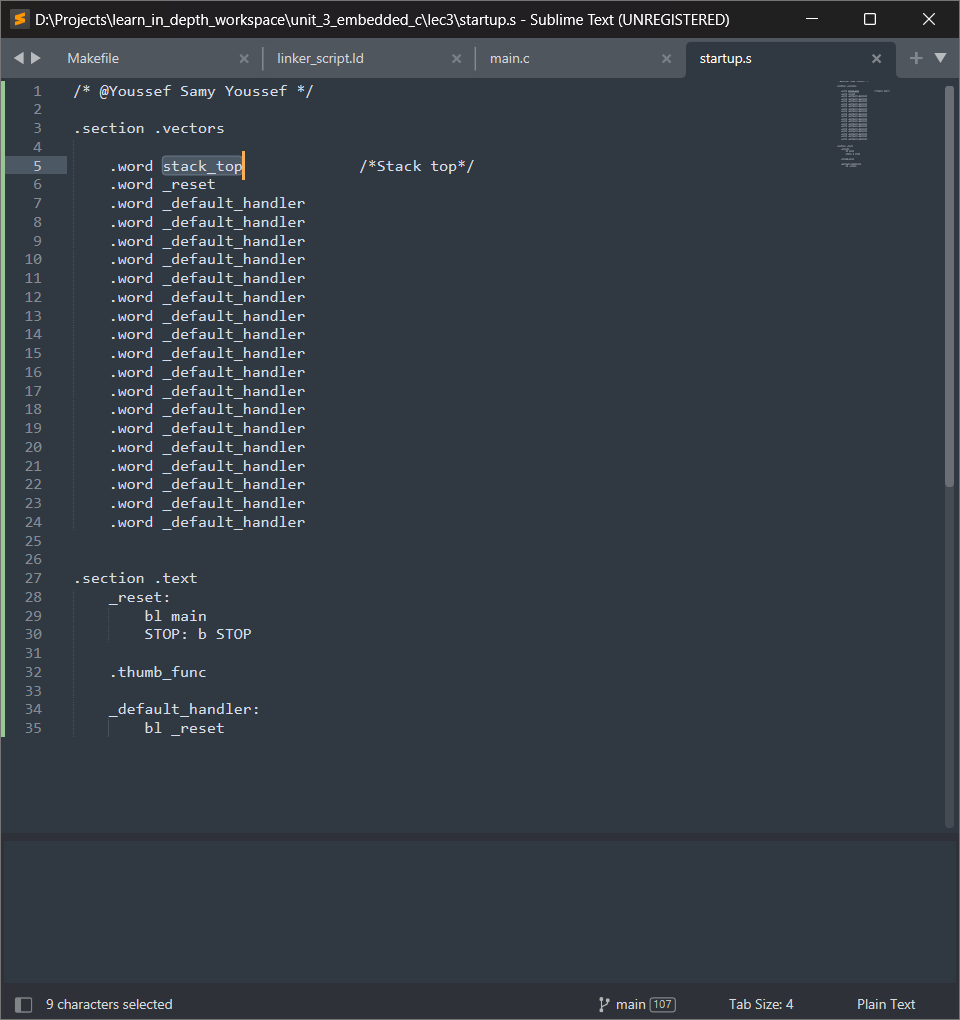 D:\Projects\learn_in_depth_workspace\unit_3_embedded_c\lec3\startup.s - Sublime Text (UNREGISTERED)
Makefile linker_script.ld main.c startup.s
1 /* @Youssef Samy Youssef */
2
3 .section .vectors
4
5 .word stack_top /*Stack top*/
6 .word _reset
7 .word _default_handler
8 .word _default_handler
9 .word _default_handler
10 .word _default_handler
11 .word _default_handler
12 .word _default_handler
13 .word _default_handler
14 .word _default_handler
15 .word _default_handler
16 .word _default_handler
17 .word _default_handler
18 .word _default_handler
19 .word _default_handler
20 .word _default_handler
21 .word _default_handler
22 .word _default_handler
23 .word _default_handler
24 .word _default_handler
25
26
27 .section .text
28 _reset:
29 bl main
30 STOP: b STOP
31
32 .thumb_func
33
34 _default_handler:
35 bl _reset
9 characters selected main 107 Tab Size: 4 Plain Text